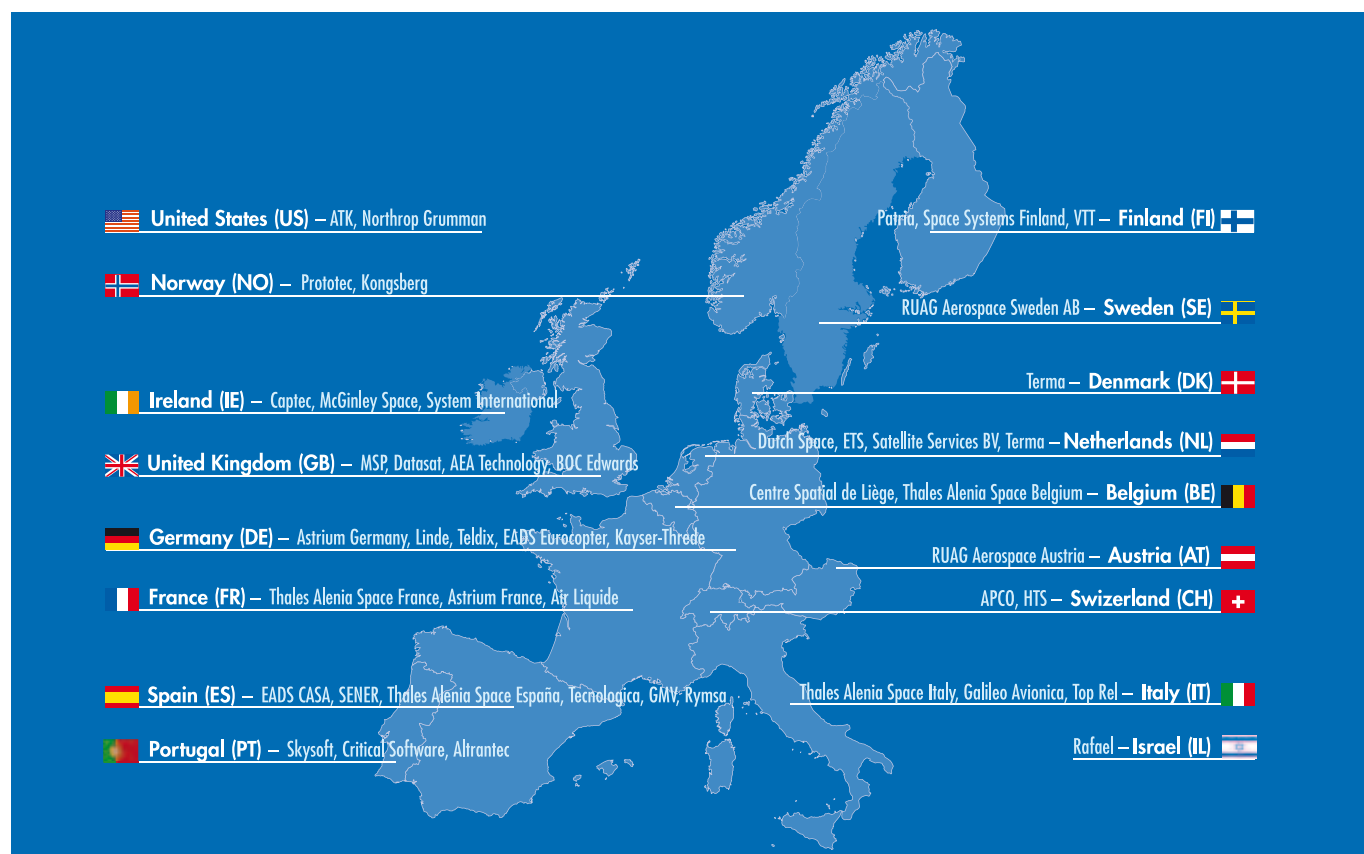 United States (US) – ATK, Northrop Grumman
Norway (NO) – Prototec, Kongsberg
Ireland (IE) – Captec, McGinley Space, System International
United Kingdom (GB) – MSP, Datasat, AEA Technology, BOC Edwards
Germany (DE) – Astrium Germany, Linde, Teldix, EADS Eurocopter, Kayser-Threde
France (FR) – Thales Alenia Space France, Astrium France, Air Liquide
Spain (ES) – EADS CASA, SENER, Thales Alenia Space España, Tecnologica, GMV, Rymsa
Portugal (PT) – Skysoft, Critical Software, Altrantec
Patria, Space Systems Finland, VTT – Finland (FI)
RUAG Aerospace Sweden AB – Sweden (SE)
Terma – Denmark (DK)
Dutch Space, ETS, Satellite Services BV, Terma – Netherlands (NL)
Centre Spatial de Liège, Thales Alenia Space Belgium – Belgium (BE)
RUAG Aerospace Austria – Austria (AT)
APCO, HTS – Swizerland (CH)
Thales Alenia Space Italy, Galileo Avionica, Top Rel – Italy (IT)
Rafael – Israel (IL)